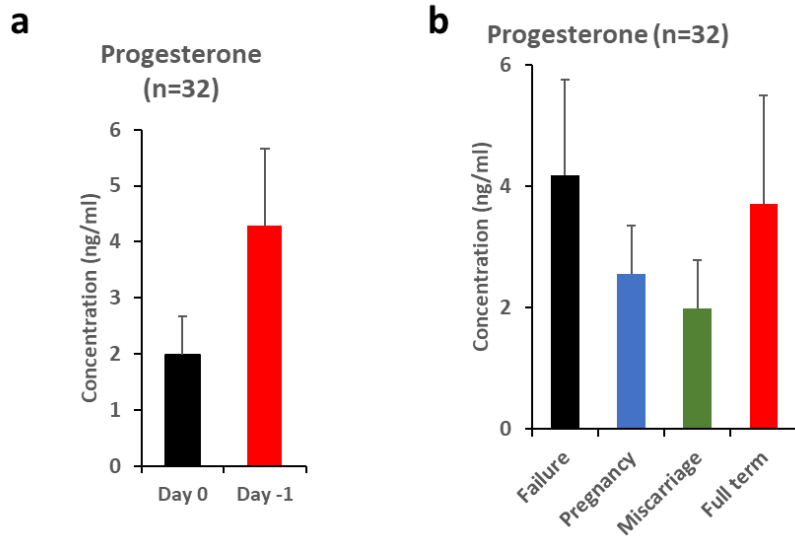 a
Progesterone
(n=32)
Concentration (ng/ml)
6
5
4
3
2
1
0
Day 0 Day -1
b
Progesterone (n=32)
Concentration (ng/ml)
6
4
2
0
Failure
Pregnancy
Miscarriage
Full term